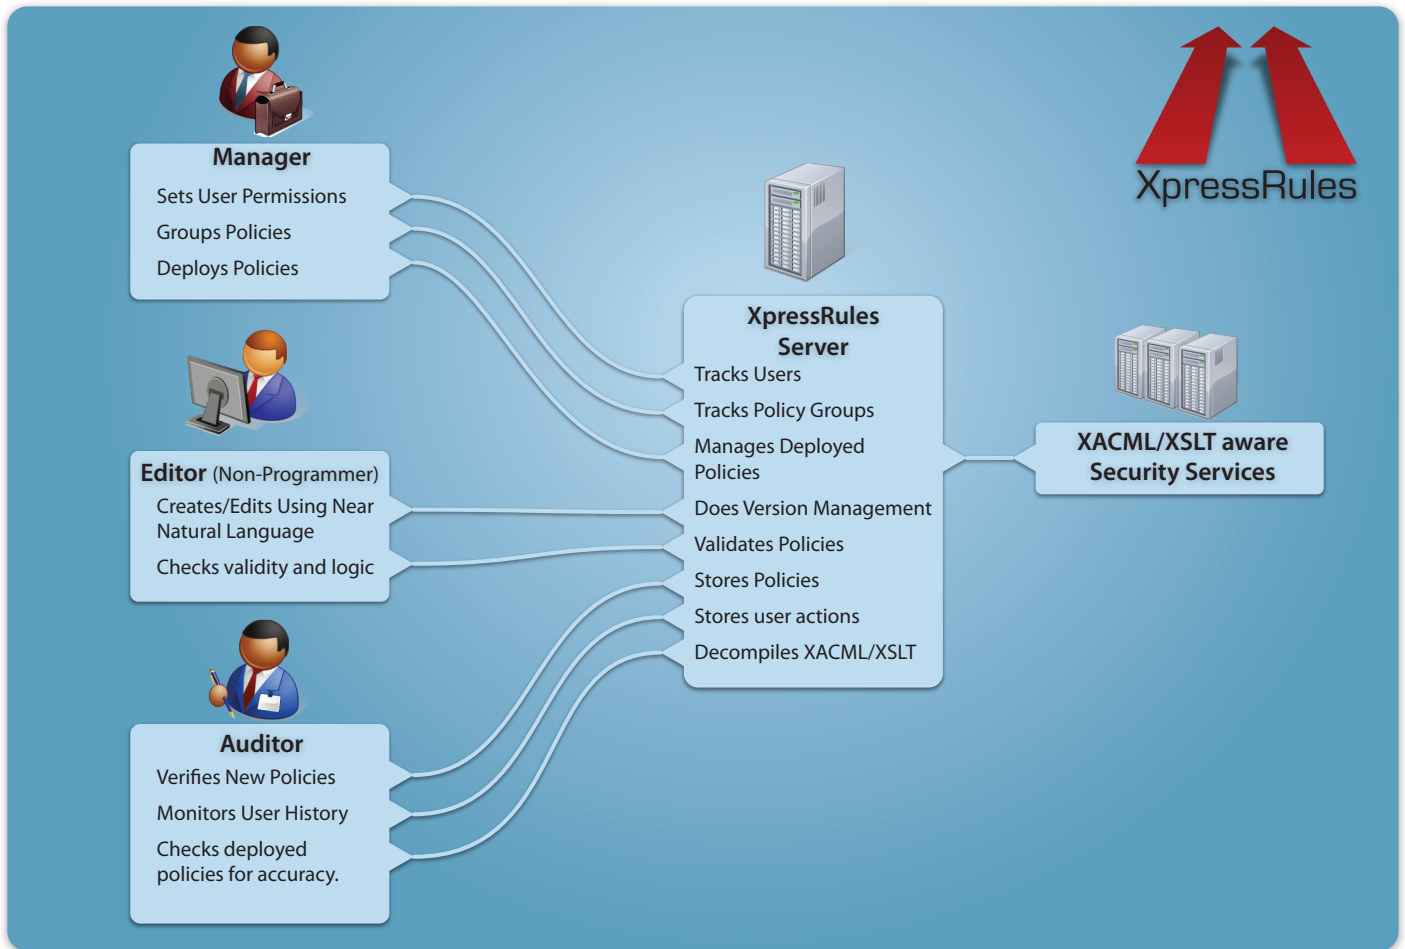 XpressRules
Manager
Sets User Permissions
Groups Policies
Deploys Policies
Editor (Non-Programmer)
Creates/Edits Using Near
Natural Language
Checks validity and logic
Auditor
Verifies New Policies
Monitors User History
Checks deployed
policies for accuracy.
XpressRules
Server
Tracks Users
Tracks Policy Groups
Manages Deployed
Policies
Does Version Management
Validates Policies
Stores Policies
Stores user actions
Decompiles XACML/XSLT
XACML/XSLT aware
Security Services